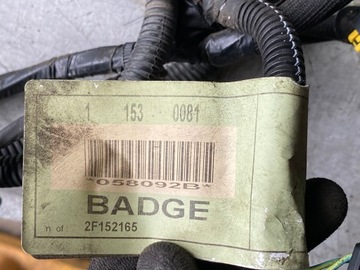 1 153 0081
*058092B*
BADGE
'n of 2F152165